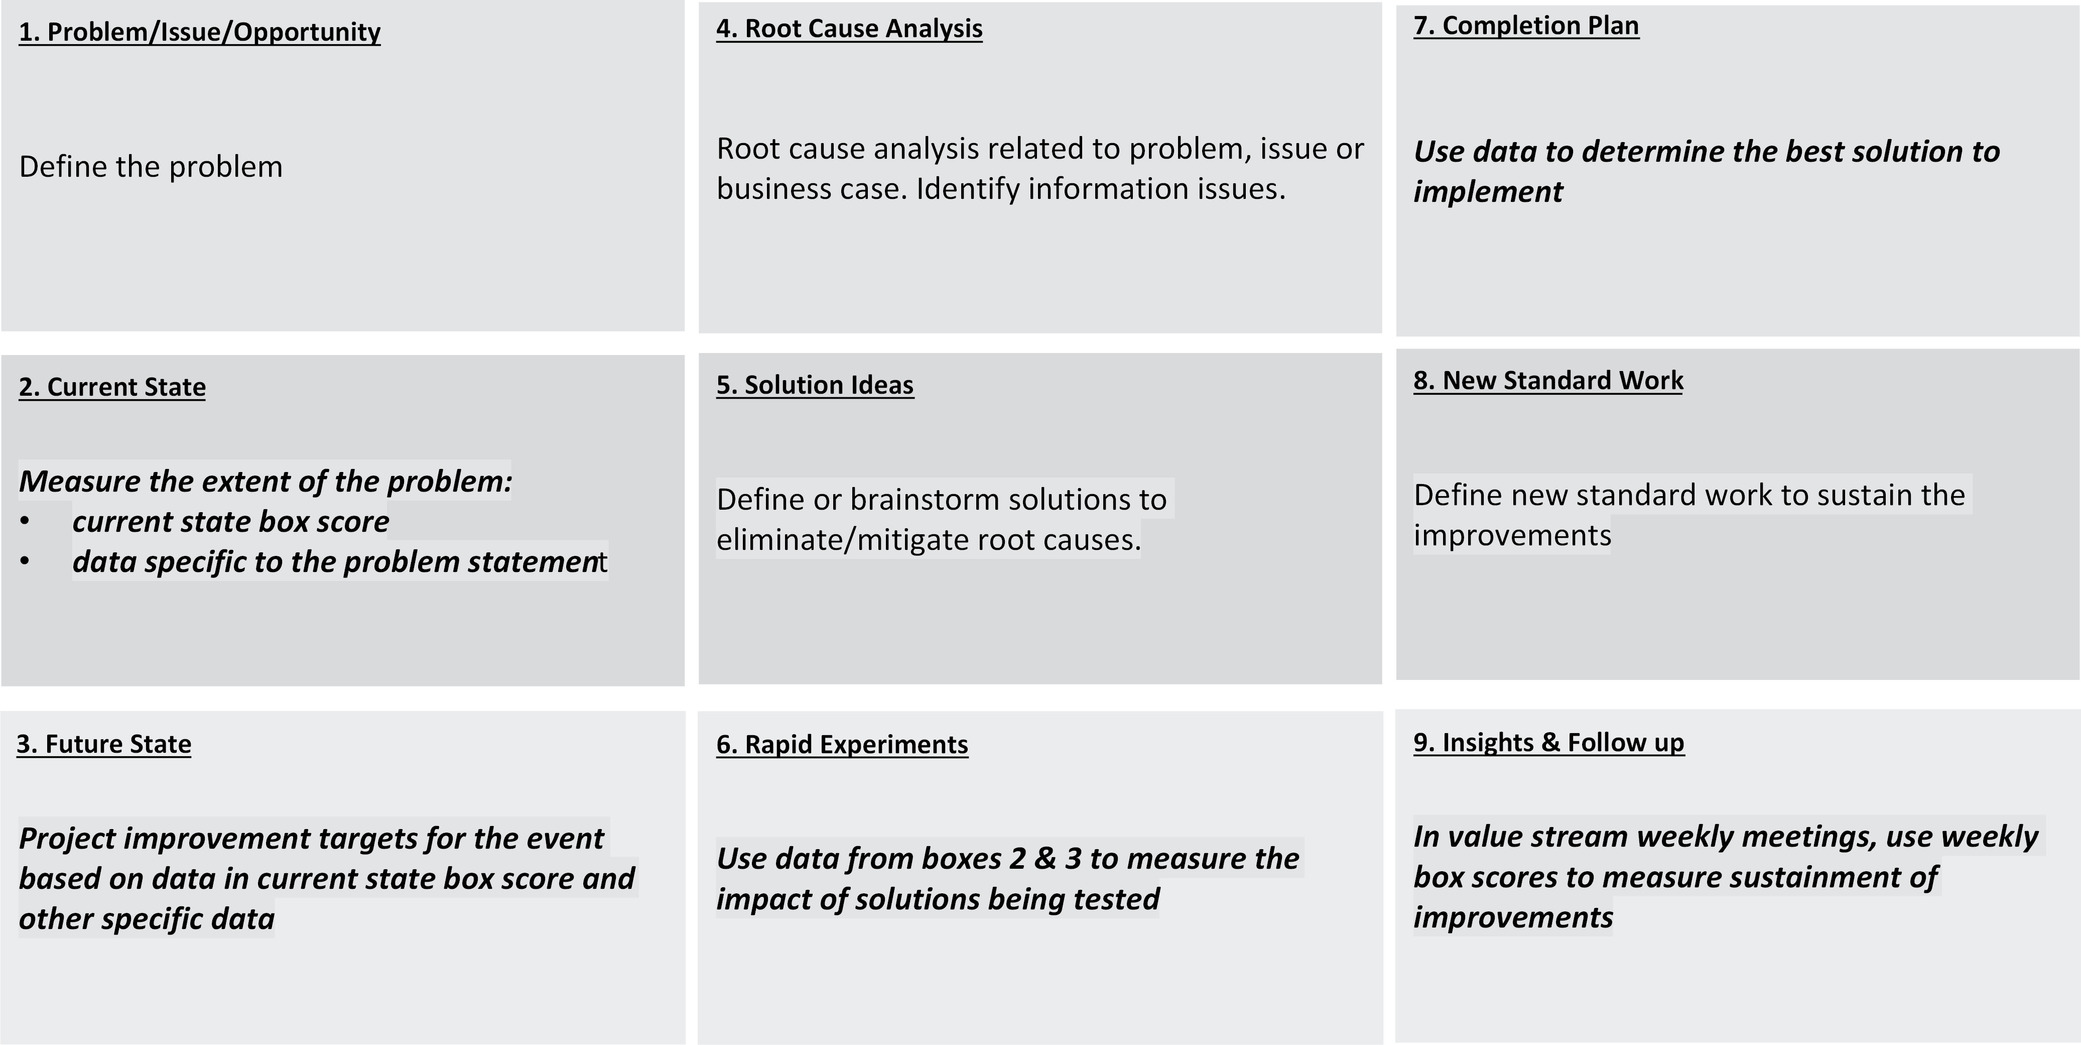 1. Problem/Issue/Opportunity
Define the problem
2. Current State
Measure the extent of the problem:
• current state box score
• data specific to the problem statement
3. Future State
Project improvement targets for the event
based on data in current state box score and
other specific data
4. Root Cause Analysis
Root cause analysis related to problem, issue or
business case. Identify information issues.
5. Solution Ideas
Define or brainstorm solutions to
eliminate/mitigate root causes.
6. Rapid Experiments
Use data from boxes 2 & 3 to measure the
impact of solutions being tested
7. Completion Plan
Use data to determine the best solution to
implement
8. New Standard Work
Define new standard work to sustain the
improvements
9. Insights & Follow up
In value stream weekly meetings, use weekly
box scores to measure sustainment of
improvements